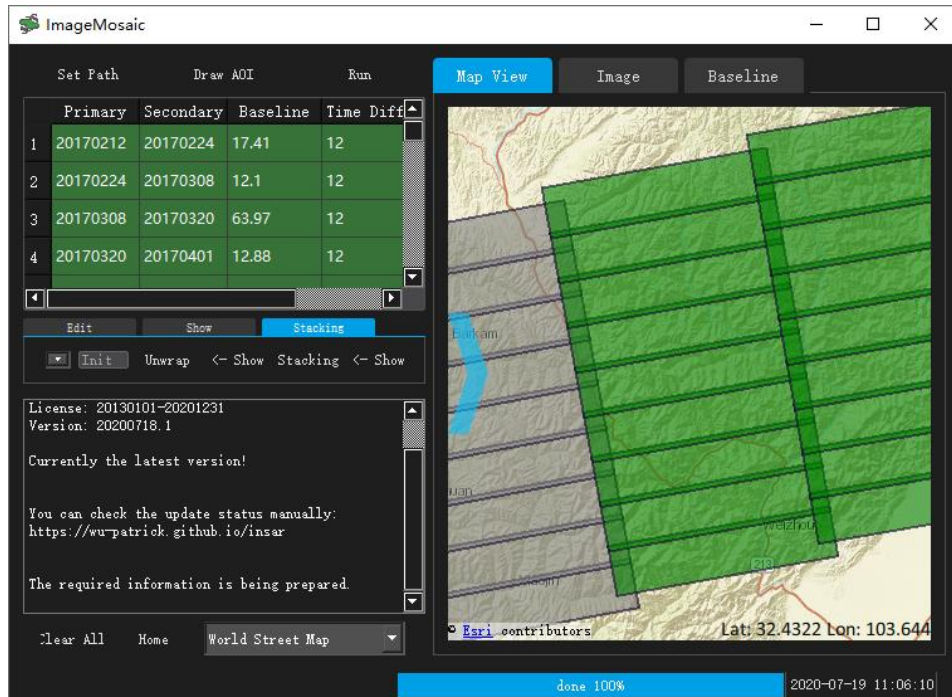 ImageMosaic
Set Path Draw AOI Run
Primary Secondary Baseline Time Diff
1 20170212 20170224 17.41 12
2 20170224 20170308 12.1 12
3 20170308 20170320 63.97 12
4 20170320 20170401 12.88 12
Edit Show Stacking
Init Unwrap <- Show Stacking <- Show
License: 20130101-20201231
Version: 20200718.1
Currently the latest version!
You can check the update status manually:
https://wu-patrick.github.io/insar
The required information is being prepared.
Clear All Home World Street Map
Map View Image Baseline
Barkam
Weizhou
213
© Esri contributors
Lat: 32.4322 Lon: 103.644
done 100%
2020-07-19 11:06:10